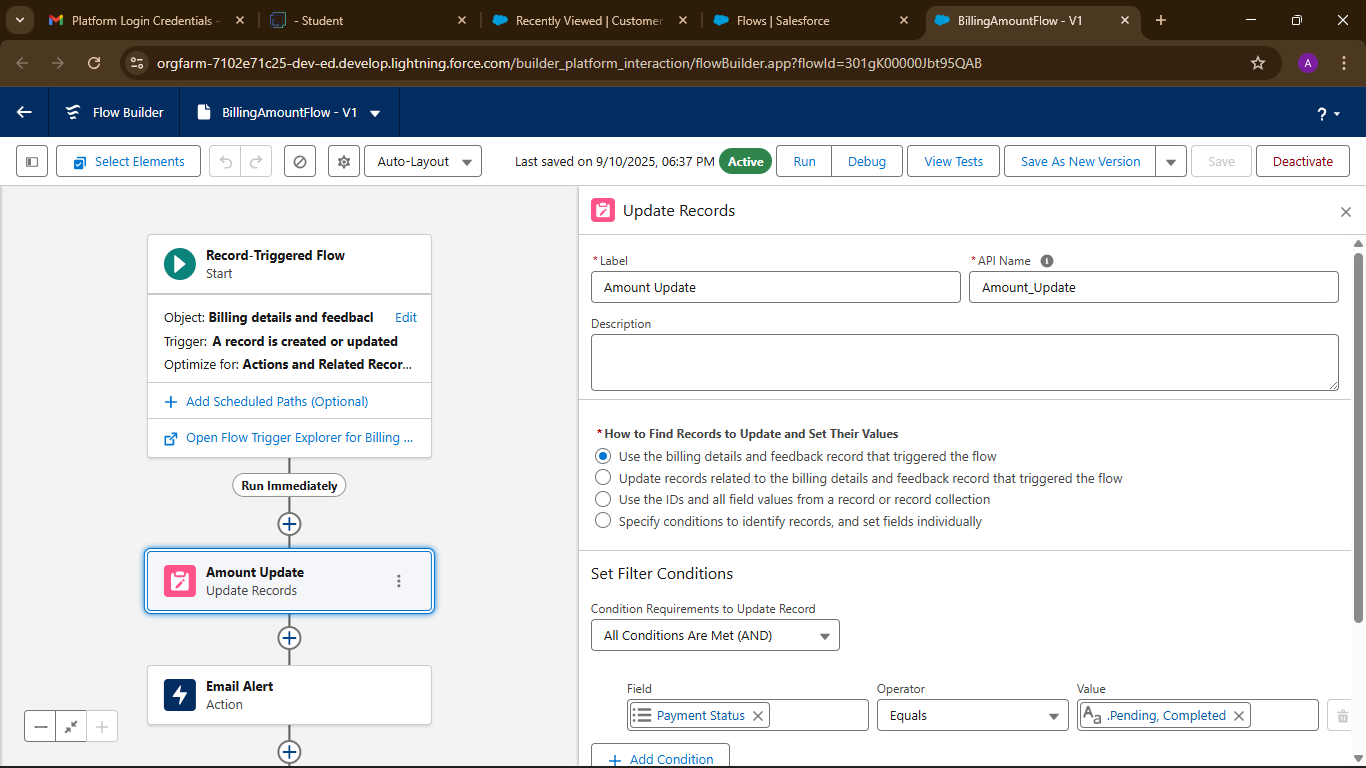 Platform Login Credentials -
- Student
Recently Viewed | Customer
Flows | Salesforce
BillingAmountFlow - V1
orgfarm-7102e71c25-dev-ed.develop.lightning.force.com/builder_platform_interaction/flowBuilder.app?flowId=301gK00000Jbt95QAB
A
Flow Builder
BillingAmountFlow - V1
?
Select Elements
Auto-Layout
Last saved on 9/10/2025, 06:37 PM
Active
Run
Debug
View Tests
Save As New Version
Save
Deactivate
Record-Triggered Flow
Start
Object: Billing details and feedbacl
Edit
Trigger: A record is created or updated
Optimize for: Actions and Related Recor...
Add Scheduled Paths (Optional)
Open Flow Trigger Explorer for Billing ...
Run Immediately
Amount Update
Update Records
Email Alert
Action
Update Records
*Label
*API Name
Amount Update
Amount_Update
Description
*How to Find Records to Update and Set Their Values
Use the billing details and feedback record that triggered the flow
Update records related to the billing details and feedback record that triggered the flow
Use the IDs and all field values from a record or record collection
Specify conditions to identify records, and set fields individually
Set Filter Conditions
Condition Requirements to Update Record
All Conditions Are Met (AND)
Field
Operator
Value
Payment Status
Equals
Aa .Pending, Completed
Add Condition